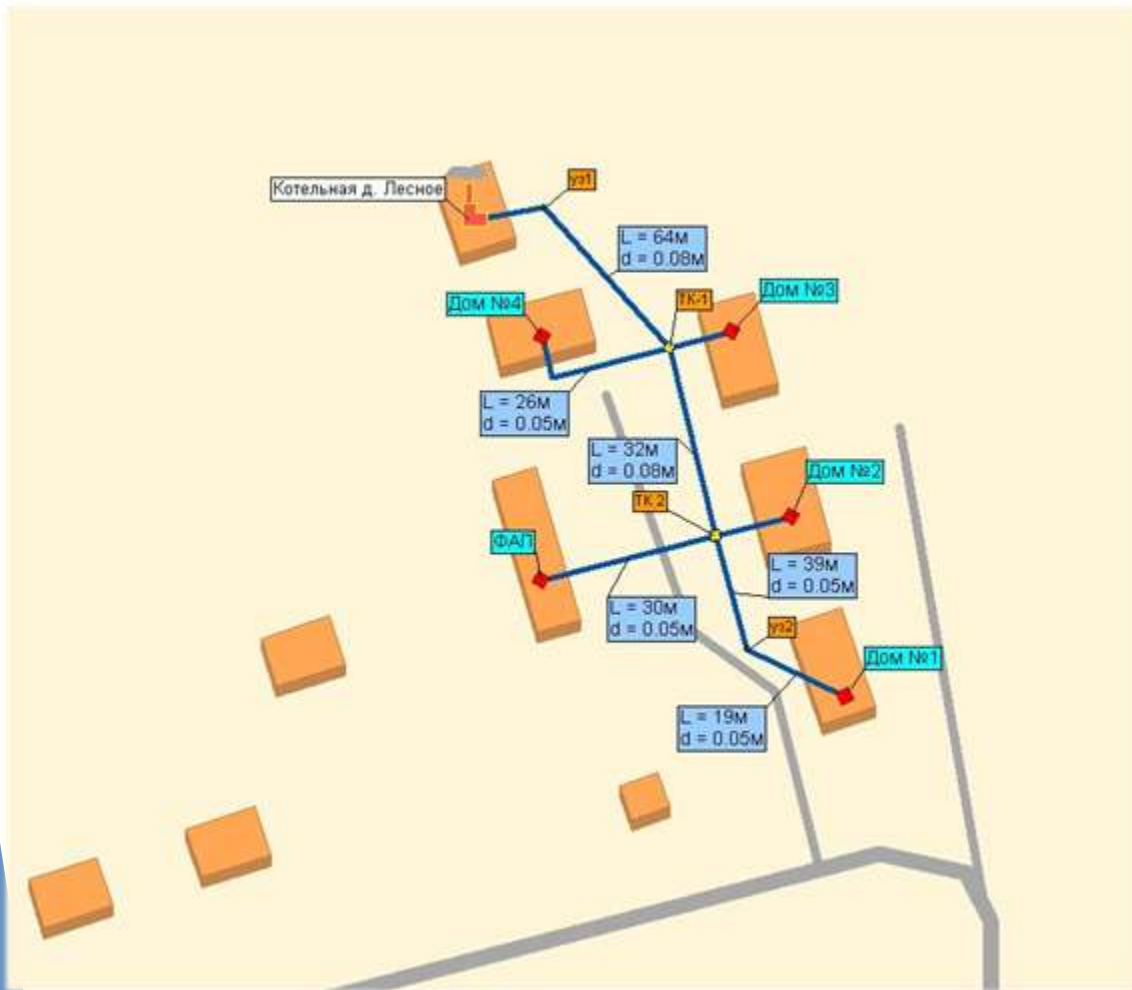 Котельная д. Лесное
уз1
L = 64м
d = 0.08м
Дом №4
ТК-1
Дом №3
L = 26м
d = 0.05м
L = 32м
d = 0.08м
Дом №2
ТК 2
ФАП
L = 39м
d = 0.05м
L = 30м
d = 0.05м
уз2
Дом №1
L = 19м
d = 0.05м